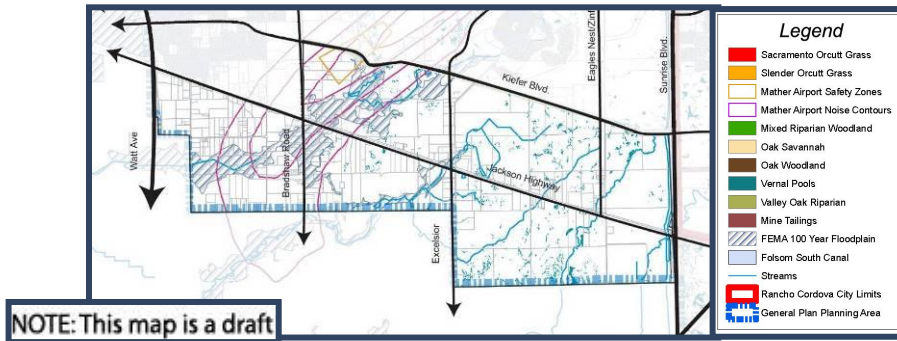 Kiefer Blvd.
Eagles Nest/Zinf
Sunrise Blvd.
Watt Ave
Bradshaw Road
Jackson Highway
Excelsior
NOTE: This map is a draft
Legend
Sacramento Orcutt Grass
Slender Orcutt Grass
Mather Airport Safety Zones
Mather Airport Noise Contours
Mixed Riparian Woodland
Oak Savannah
Oak Woodland
Vernal Pools
Valley Oak Riparian
Mine Tailings
FEMA 100 Year Floodplain
Folsom South Canal
Streams
Rancho Cordova City Limits
General Plan Planning Area